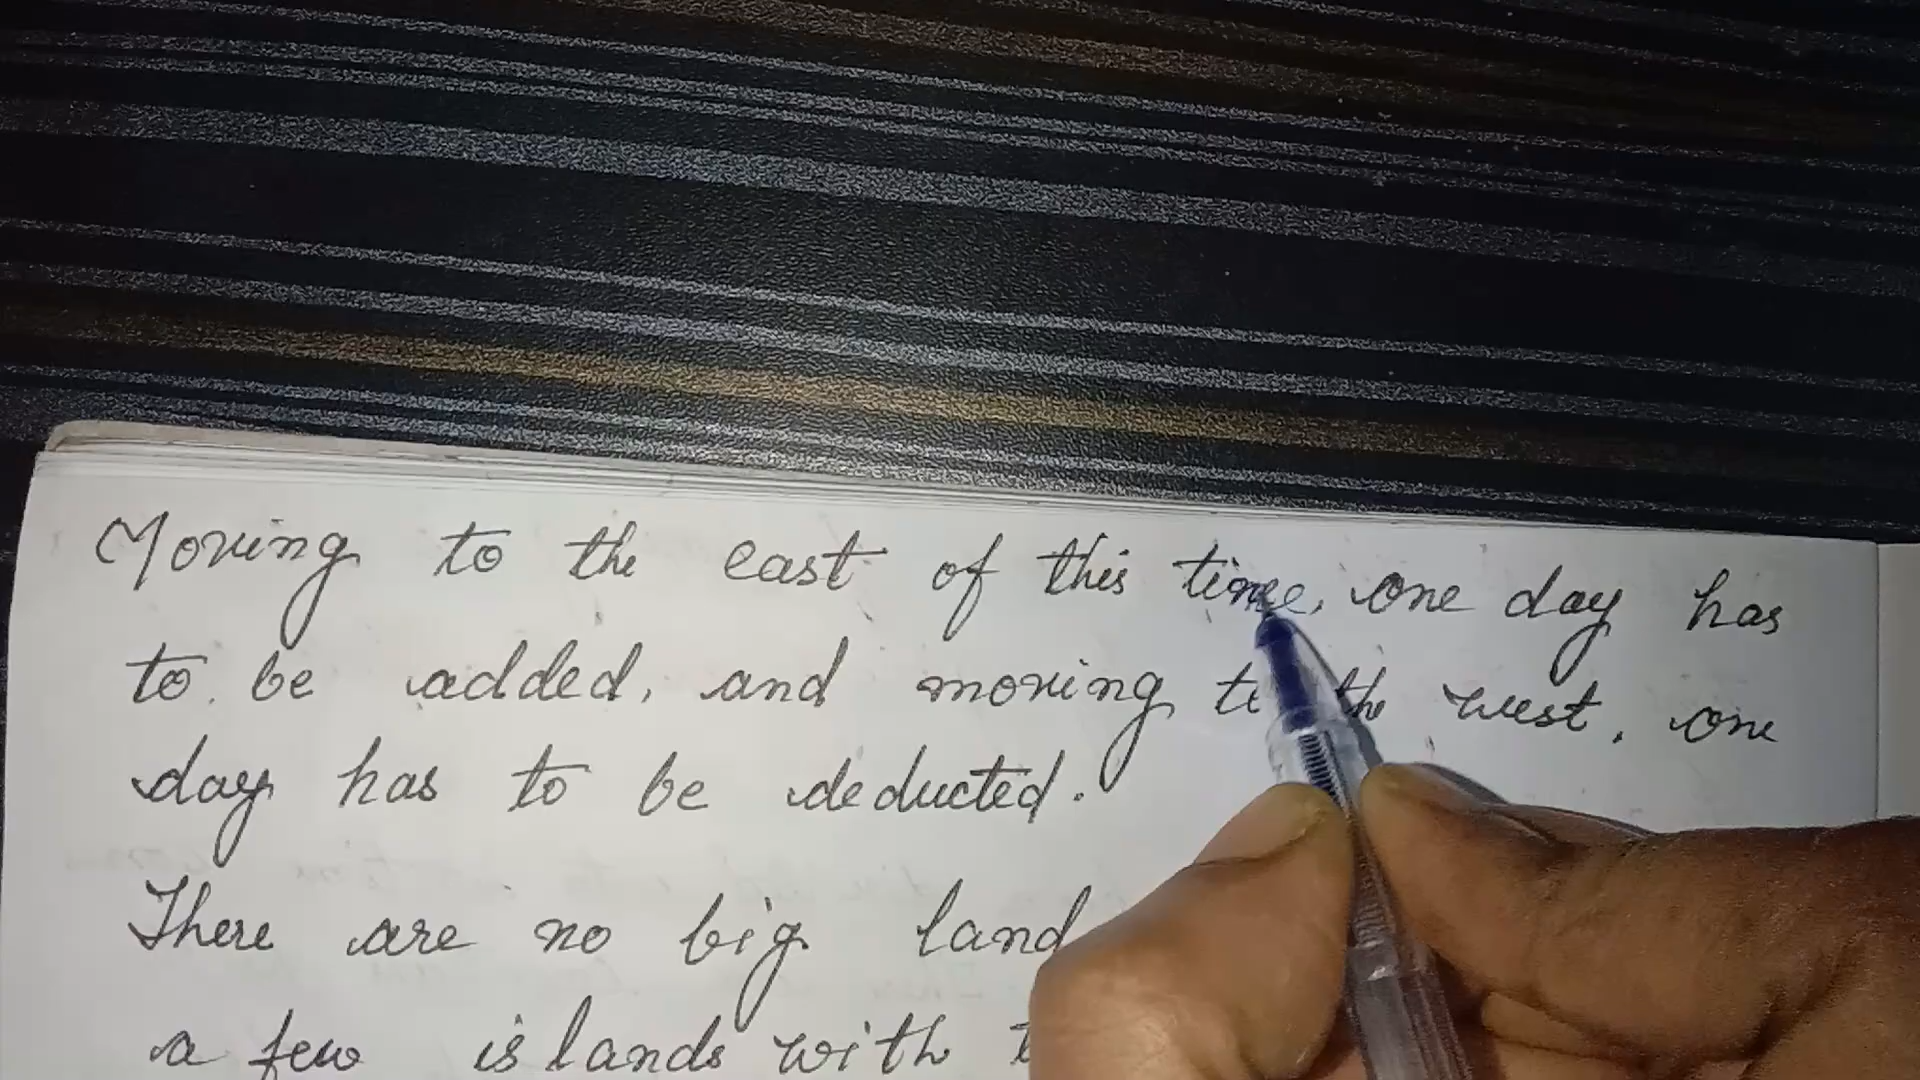 Moving to the east of this time, one day has
to be added, and moving to the west, one
day has to be deducted.
There are no big land
a few islands with